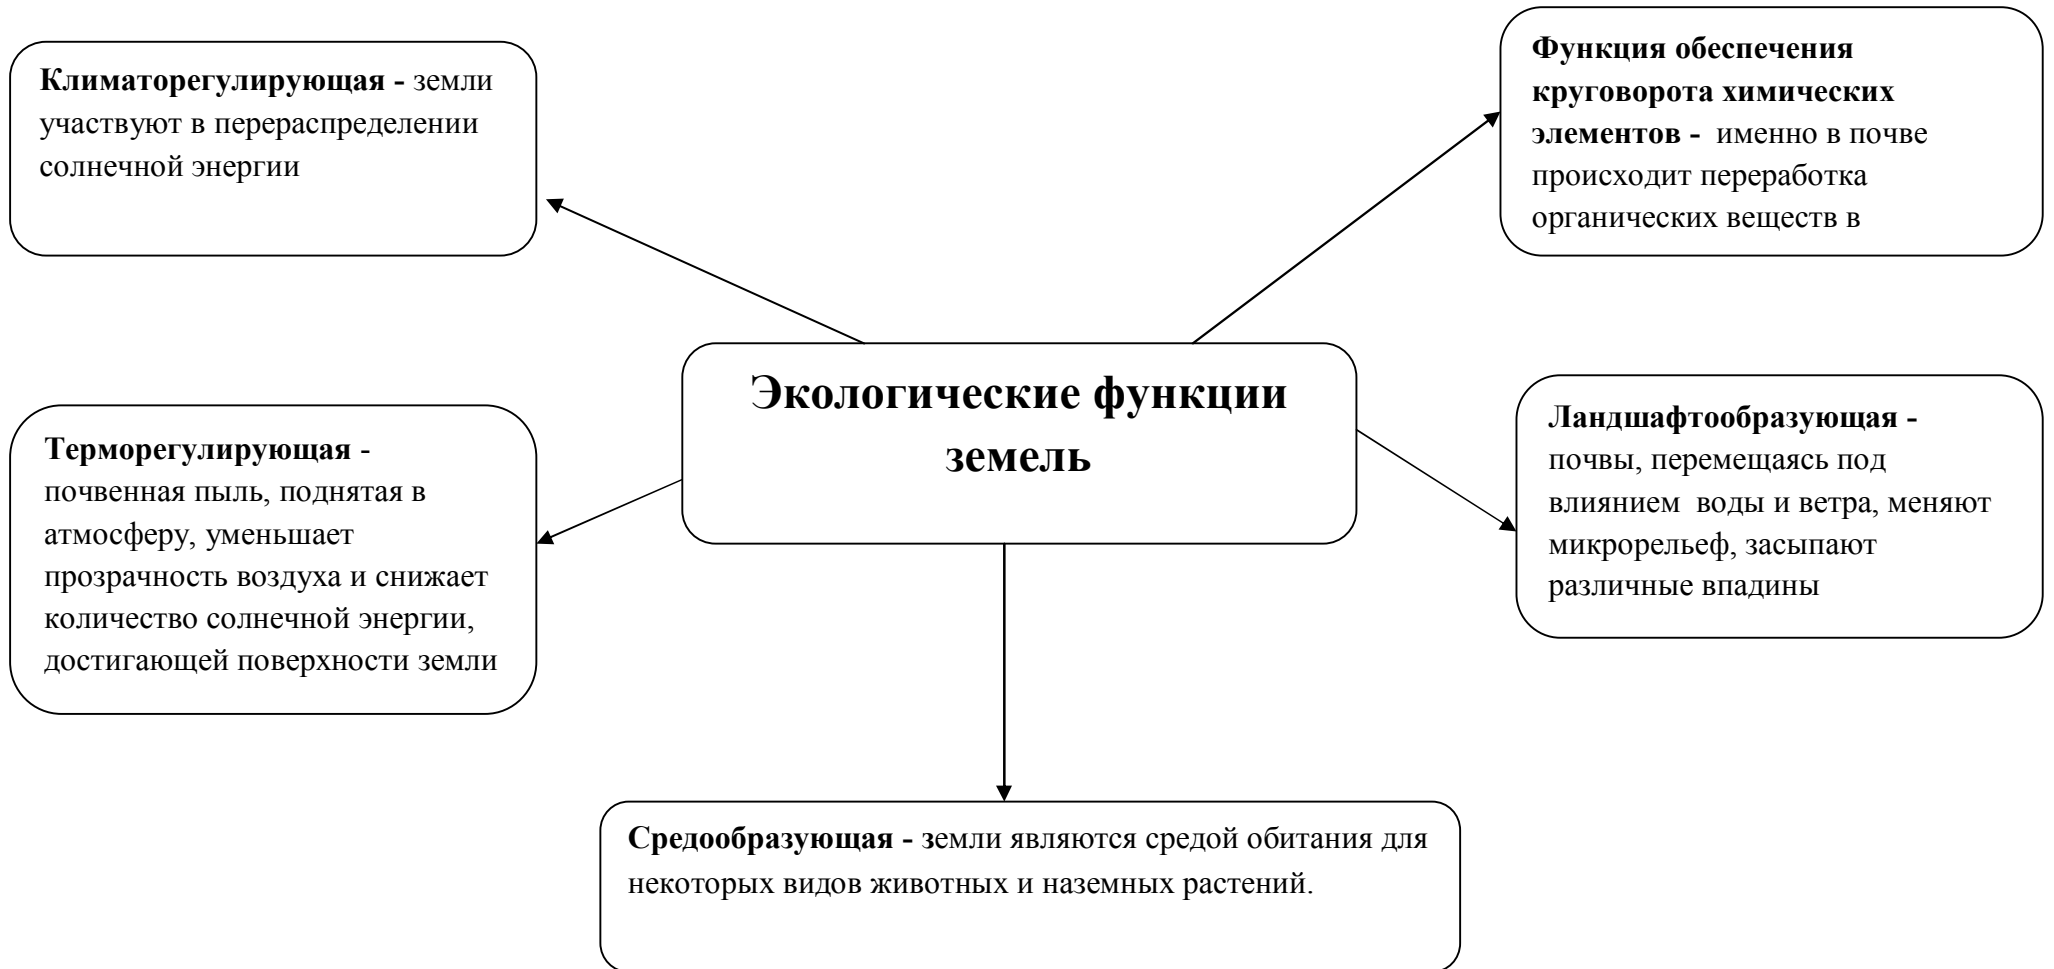 Климаторегулирующая - земли
участвуют в перераспределении
солнечной энергии
Функция обеспечения
круговорота химических
элементов - именно в почве
происходит переработка
органических веществ в
Экологические функции
земель
Терморегулирующая -
почвенная пыль, поднятая в
атмосферу, уменьшает
прозрачность воздуха и снижает
количество солнечной энергии,
достигающей поверхности земли
Ландшафтообразующая -
почвы, перемещаясь под
влиянием воды и ветра, меняют
микрорельеф, засыпают
различные впадины
Средообразующая - земли являются средой обитания для
некоторых видов животных и наземных растений.